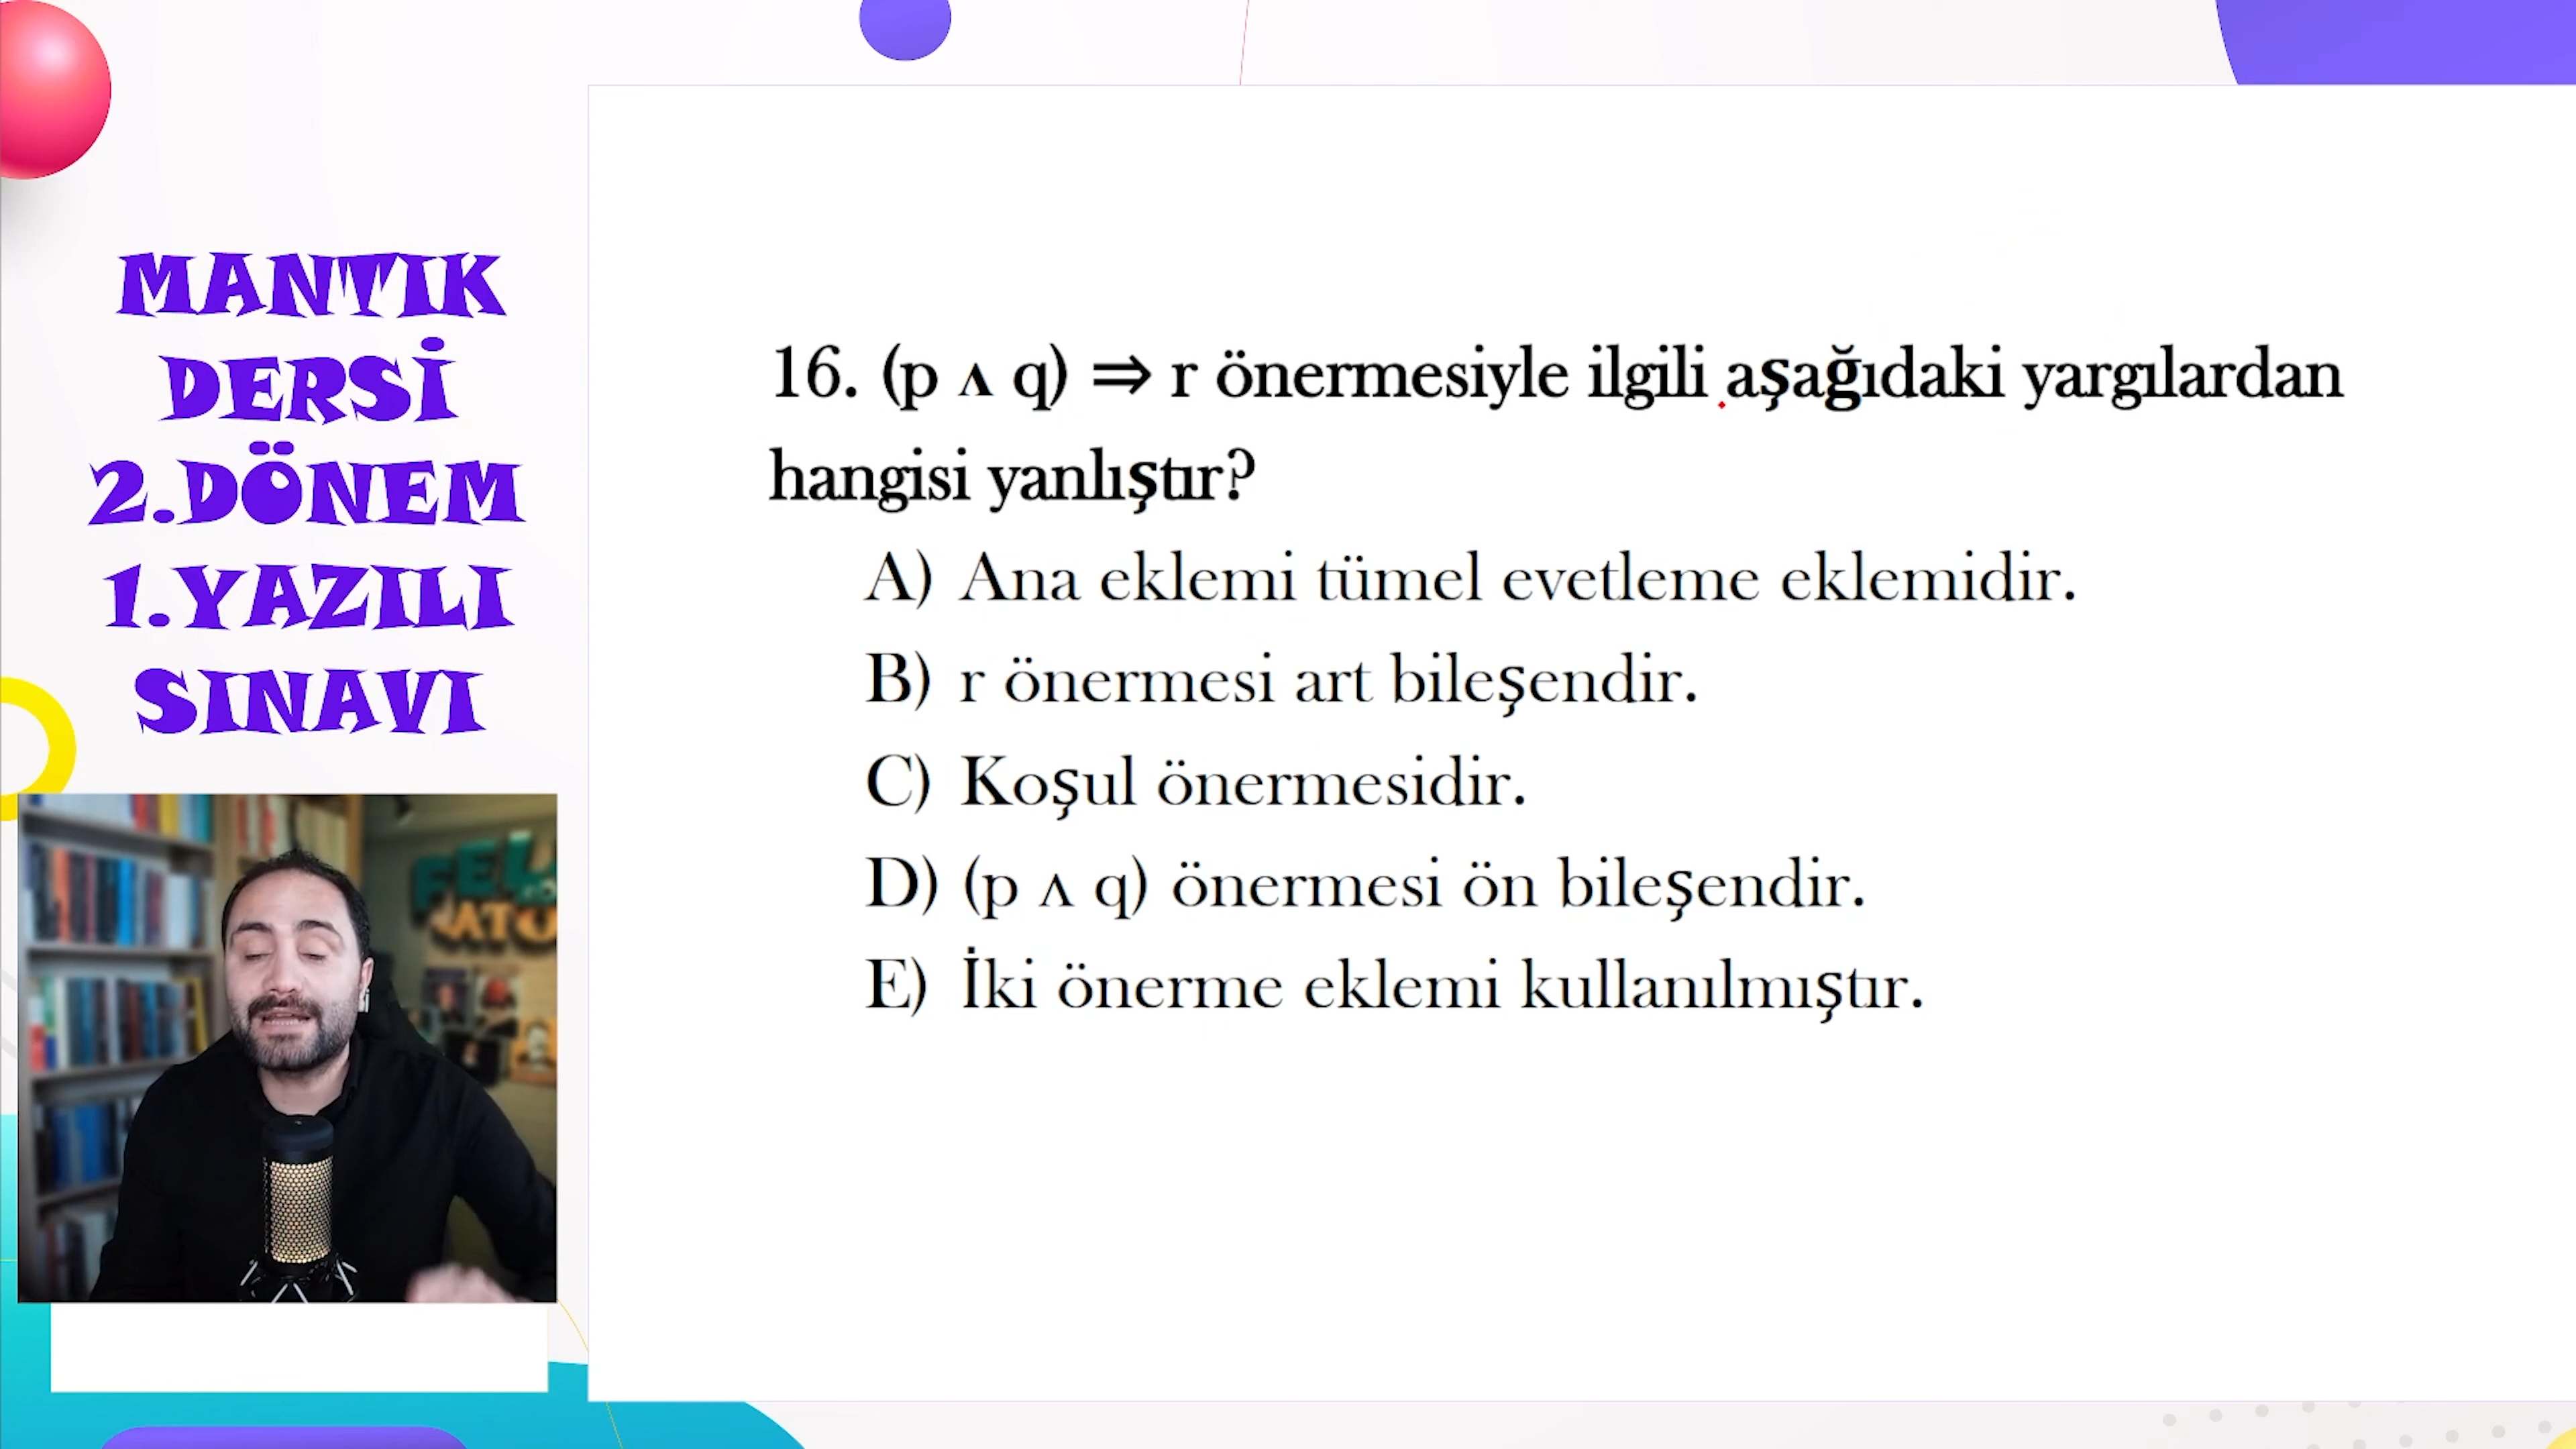 MANTIK
DERSİ
2.DÖNEM
1.YAZILI
SINAVI
16. (p ∧ q) ⇒ r önermesiyle ilgili aşağıdaki yargılardan
hangisi yanlıştır?
A) Ana eklemi tümel evetleme eklemidir.
B) r önermesi art bileşendir.
C) Koşul önermesidir.
D) (p ∧ q) önermesi ön bileşendir.
E) İki önerme eklemi kullanılmıştır.